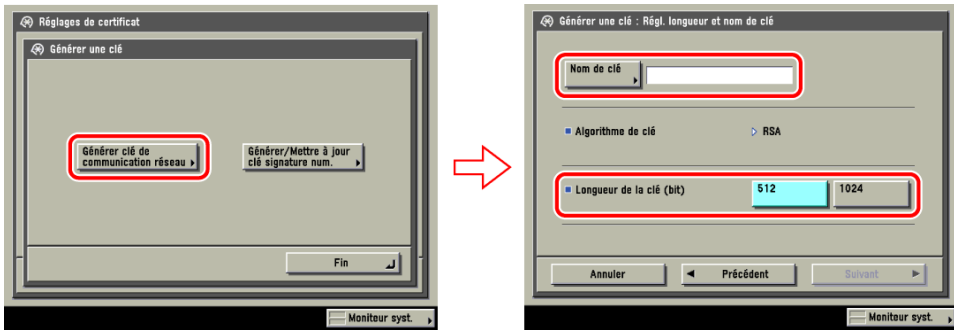 Réglages de certificat
Générer une clé
Générer clé de
communication réseau
Générer/Mettre à jour
clé signature num.
Fin
Moniteur syst.
Générer une clé : Régl. longueur et nom de clé
Nom de clé
Algorithme de clé
RSA
Longueur de la clé (bit)
512
1024
Annuler
Précédent
Suivant
Moniteur syst.